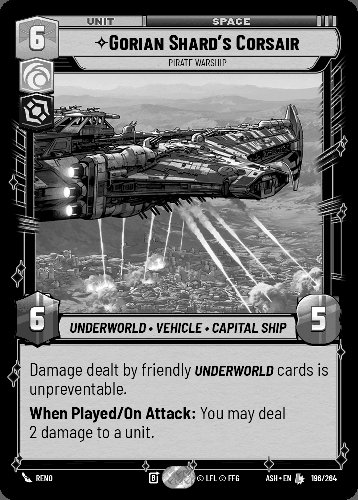 UNIT SPACE
6 ✧GORIAN SHARD'S CORSAIR
PIRATE WARSHIP
6 UNDERWORLD • VEHICLE • CAPITAL SHIP 5
Damage dealt by friendly UNDERWORLD cards is
unpreventable.
When Played/On Attack: You may deal
2 damage to a unit.
RENO © LFL © FFG ASH • EN 196/264